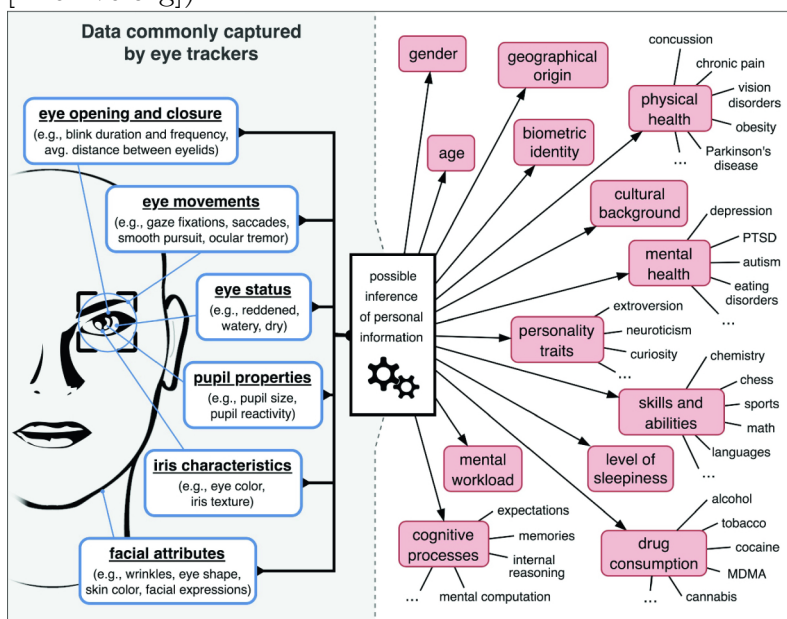 Data commonly captured
by eye trackers
eye opening and closure
(e.g., blink duration and frequency,
avg. distance between eyelids)
eye movements
(e.g., gaze fixations, saccades,
smooth pursuit, ocular tremor)
eye status
(e.g., reddened,
watery, dry)
pupil properties
(e.g., pupil size,
pupil reactivity)
iris characteristics
(e.g., eye color,
iris texture)
facial attributes
(e.g., wrinkles, eye shape,
skin color, facial expressions)
possible
inference
of personal
information
gender
geographical
origin
age
biometric
identity
physical
health
concussion
chronic pain
vision
disorders
obesity
Parkinson's
disease
...
cultural
background
mental
health
depression
PTSD
autism
eating
disorders
...
personality
traits
extroversion
neuroticism
curiosity
...
skills and
abilities
chemistry
chess
sports
math
languages
...
mental
workload
level of
sleepiness
cognitive
processes
expectations
memories
internal
reasoning
mental computation
...
drug
consumption
alcohol
tobacco
cocaine
MDMA
cannabis
...